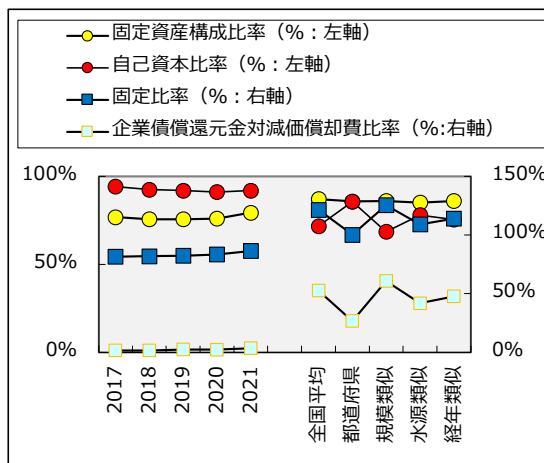 固定資産構成比率（%：左軸）
自己資本比率（%：左軸）
固定比率（%：右軸）
企業債償還元金対減価償却費比率（%:右軸）
100%
50%
0%
150%
100%
50%
0%
2017
2018
2019
2020
2021
全国平均
都道府県
規模類似
水源類似
経年類似